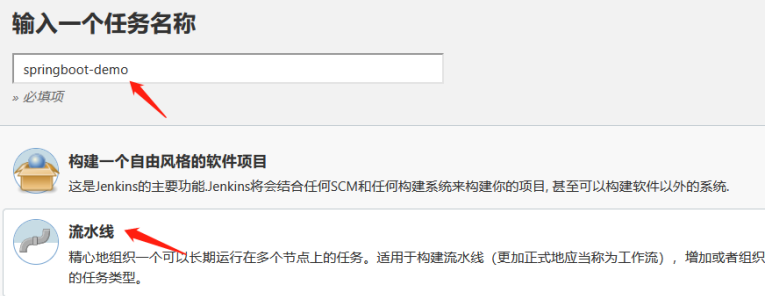 输入一个任务名称
springboot-demo
» 必填项
构建一个自由风格的软件项目
这是Jenkins的主要功能.Jenkins将会结合任何SCM和任何构建系统来构建你的项目, 甚至可以构建软件以外的系统.
流水线
精心地组织一个可以长期运行在多个节点上的任务。适用于构建流水线（更加正式地应当称为工作流），增加或者组织
的任务类型。